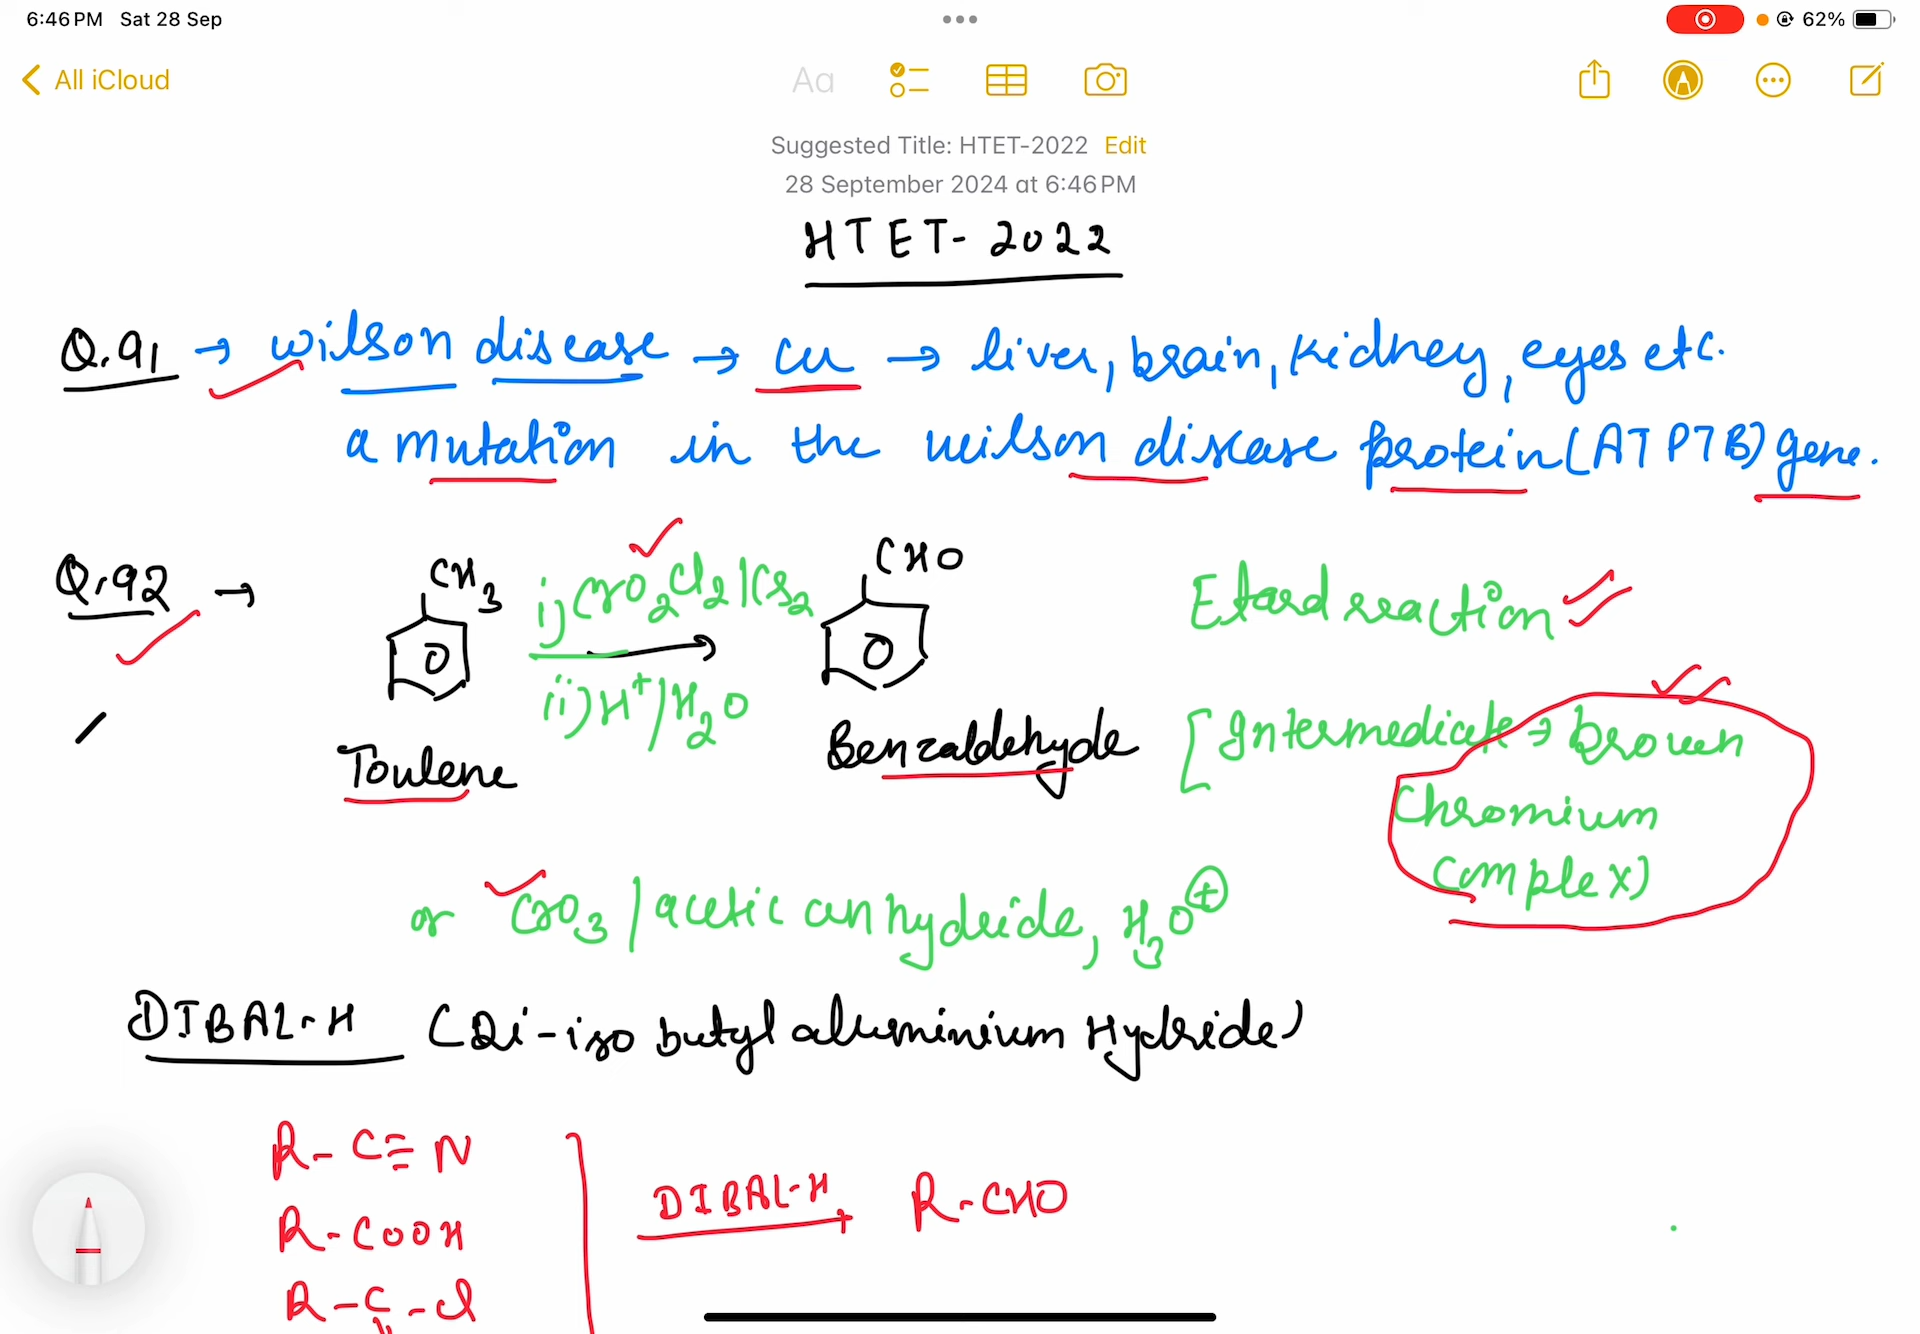 6:46 PM Sat 28 Sep
62%
All iCloud
Aa
Suggested Title: HTET-2022 Edit
28 September 2024 at 6:46 PM
HTET- 2022
Q.91 → wilson disease → Cu → liver, brain, kidney, eyes etc.
a mutation in the wilson disease protein (ATP7B) gene.
Q.92 →
CH3
i) CrO2Cl2/CS2
CHO
Etard reaction
ii) H+/H2O
Toulene
Benzaldehyde
[Intermediate → brown
Chromium
Complex)
or CrO3 / acetic anhydride, H3O⊕
DIBAL-H (Di-iso butyl aluminium Hydride)
R-C≡N
R-COOH
DIBAL-H
R-CHO
R-C-Cl